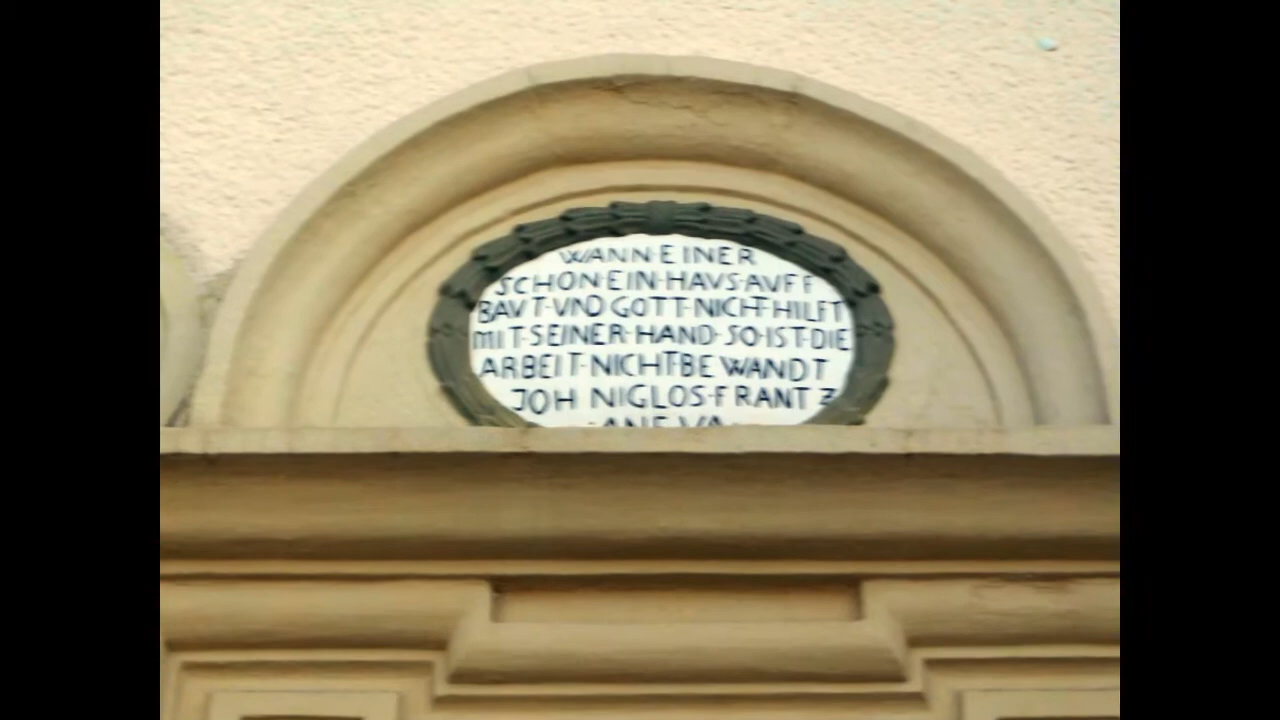 WANN·EINER
SCHON·EIN·HAVS·AVFF
BAVT·VND GOTT·NICHT·HILFT
MIT·SEINER·HAND·SO·IST·DIE
ARBEIT·NICHT BEWANDT
JOH NIGLOS·FRANTZ